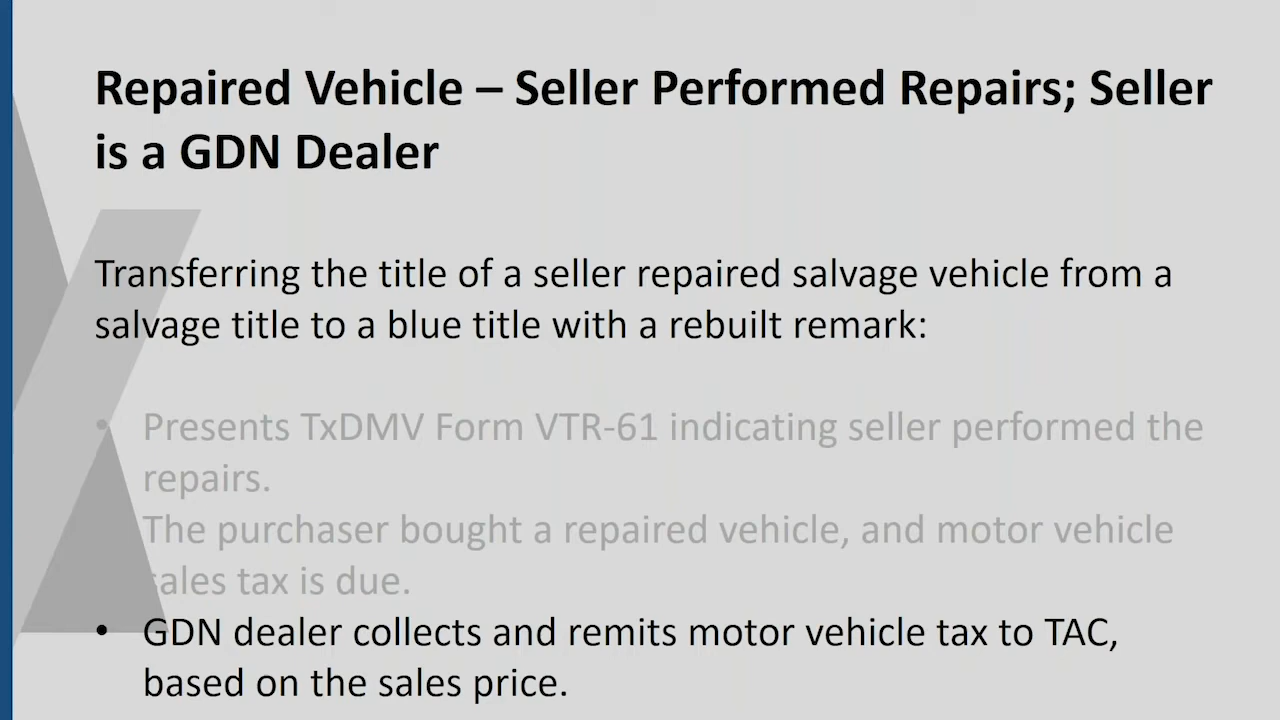 Repaired Vehicle – Seller Performed Repairs; Seller
is a GDN Dealer
Transferring the title of a seller repaired salvage vehicle from a
salvage title to a blue title with a rebuilt remark:
• Presents TxDMV Form VTR-61 indicating seller performed the
repairs.
The purchaser bought a repaired vehicle, and motor vehicle
sales tax is due.
• GDN dealer collects and remits motor vehicle tax to TAC,
based on the sales price.